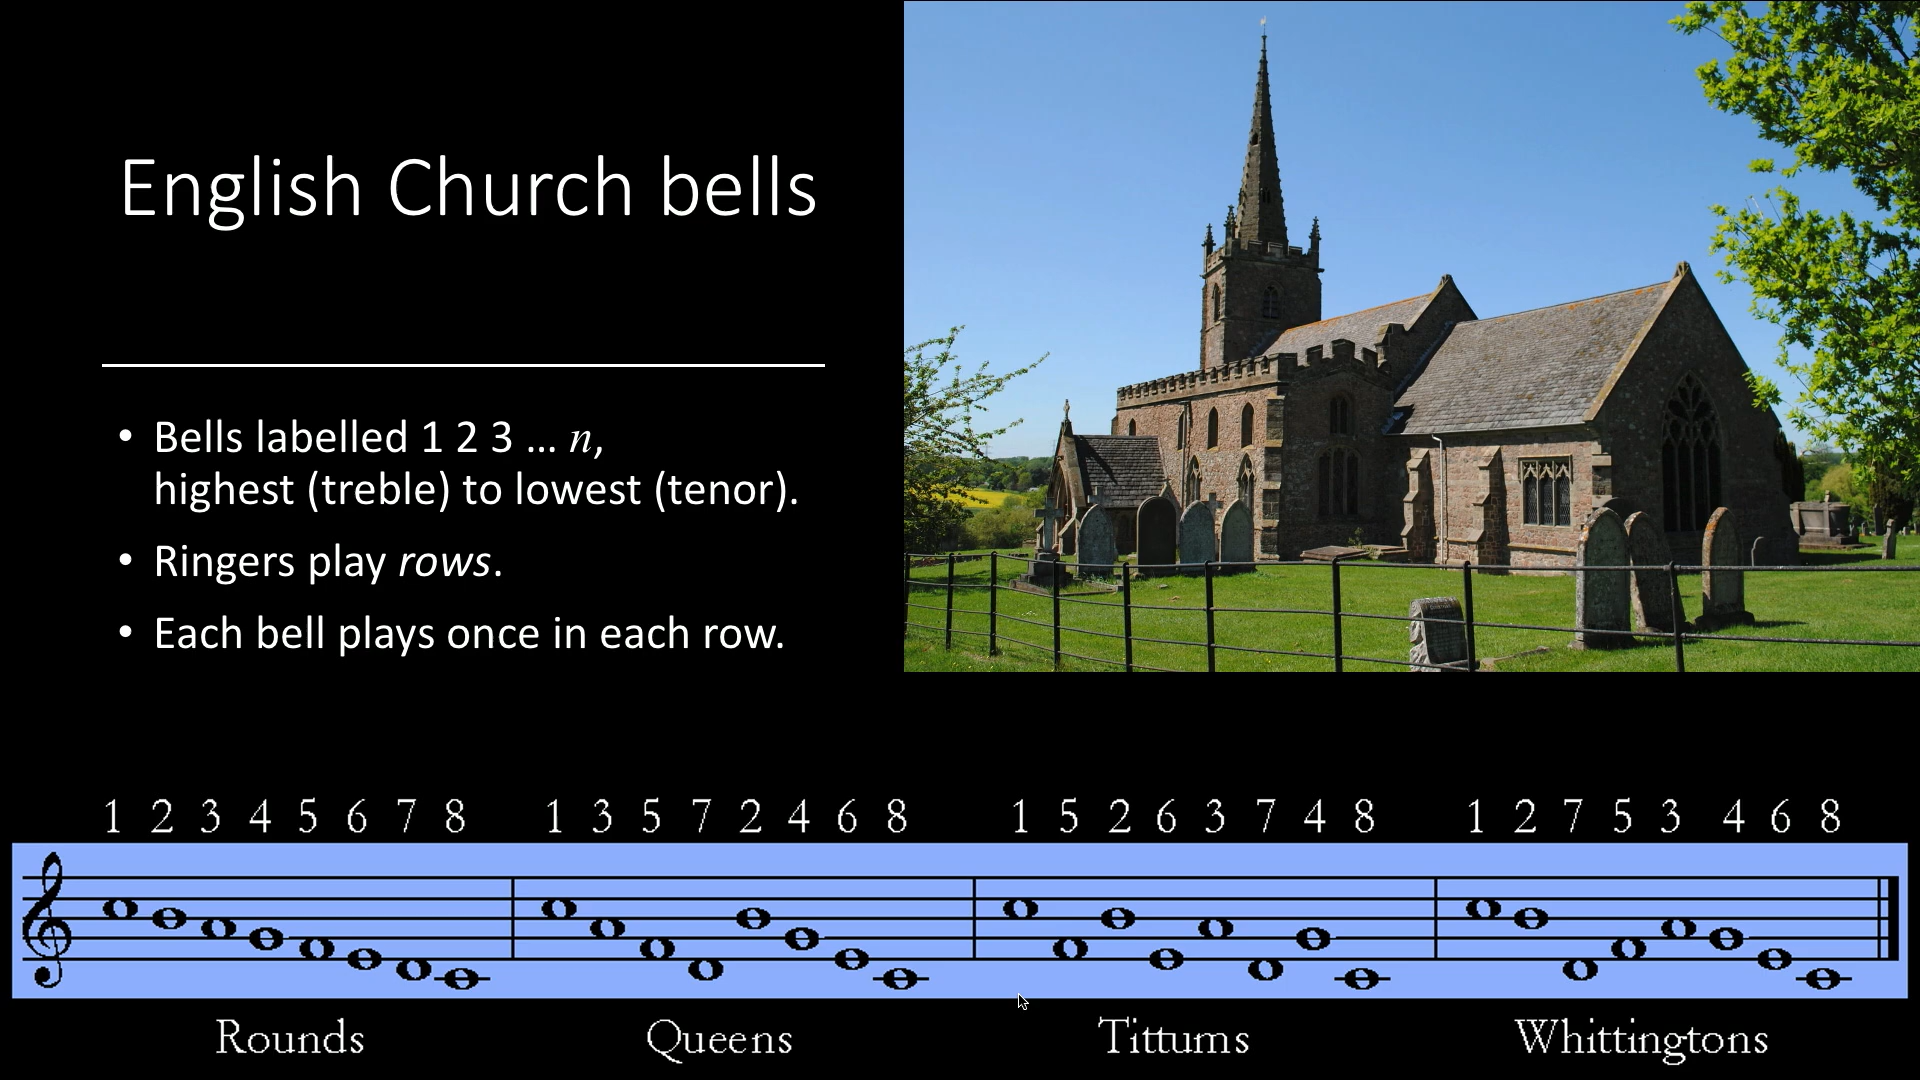 English Church bells
• Bells labelled 1 2 3 … n,
highest (treble) to lowest (tenor).
• Ringers play rows.
• Each bell plays once in each row.
1 2 3 4 5 6 7 8 1 3 5 7 2 4 6 8 1 5 2 6 3 7 4 8 1 2 7 5 3 4 6 8
Rounds Queens Tittums Whittingtons